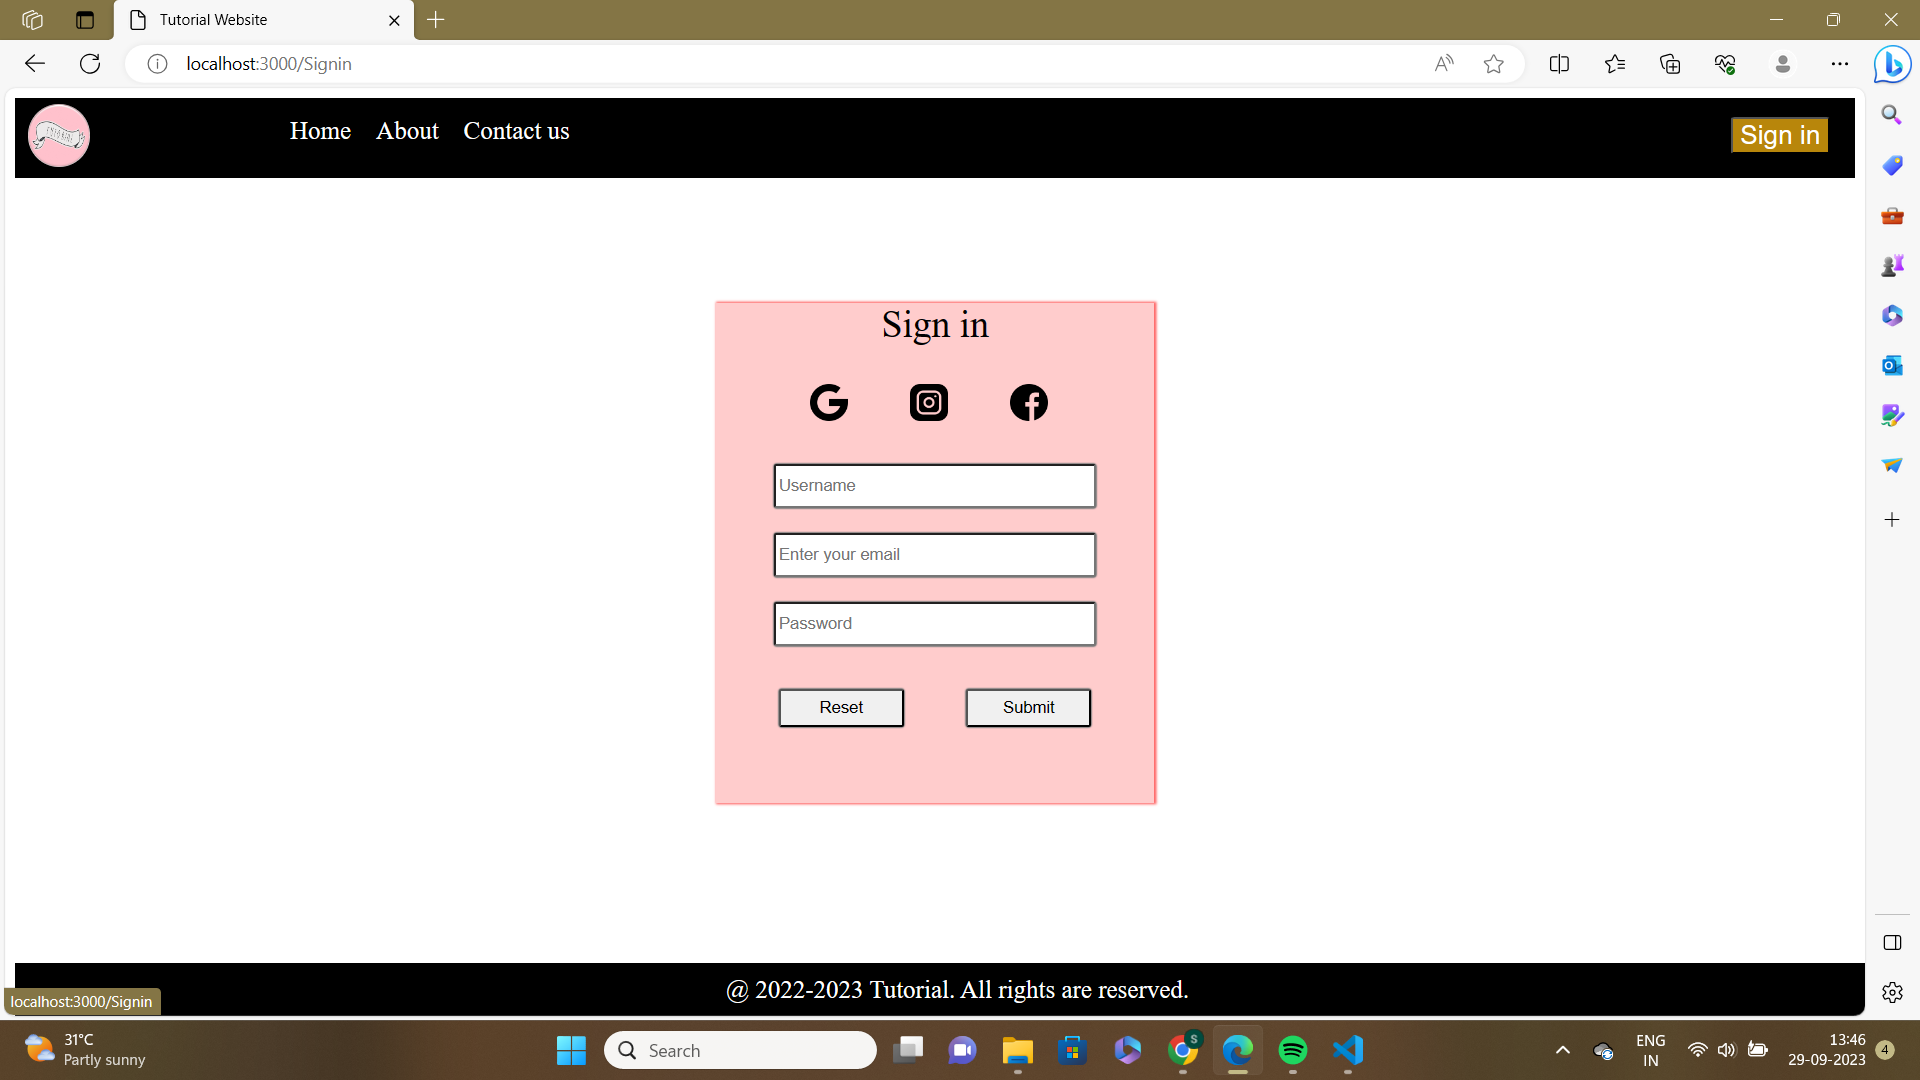 Tutorial Website
localhost:3000/Signin
Home About Contact us
Sign in
Sign in
Username
Enter your email
Password
Reset Submit
@ 2022-2023 Tutorial. All rights are reserved.
localhost:3000/Signin
31°C
Partly sunny
Search
S
ENG
IN
13:46
29-09-2023
4